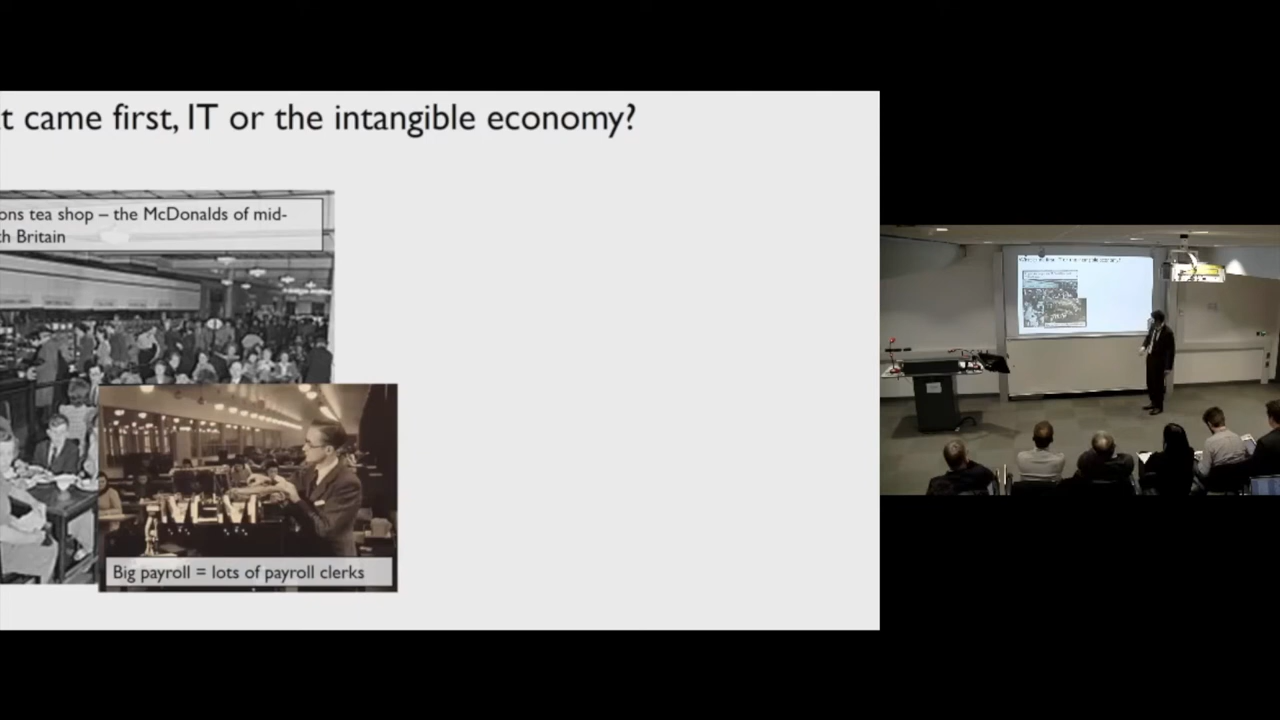 t came first, IT or the intangible economy?
ons tea shop – the McDonalds of mid-
h Britain
Big payroll = lots of payroll clerks